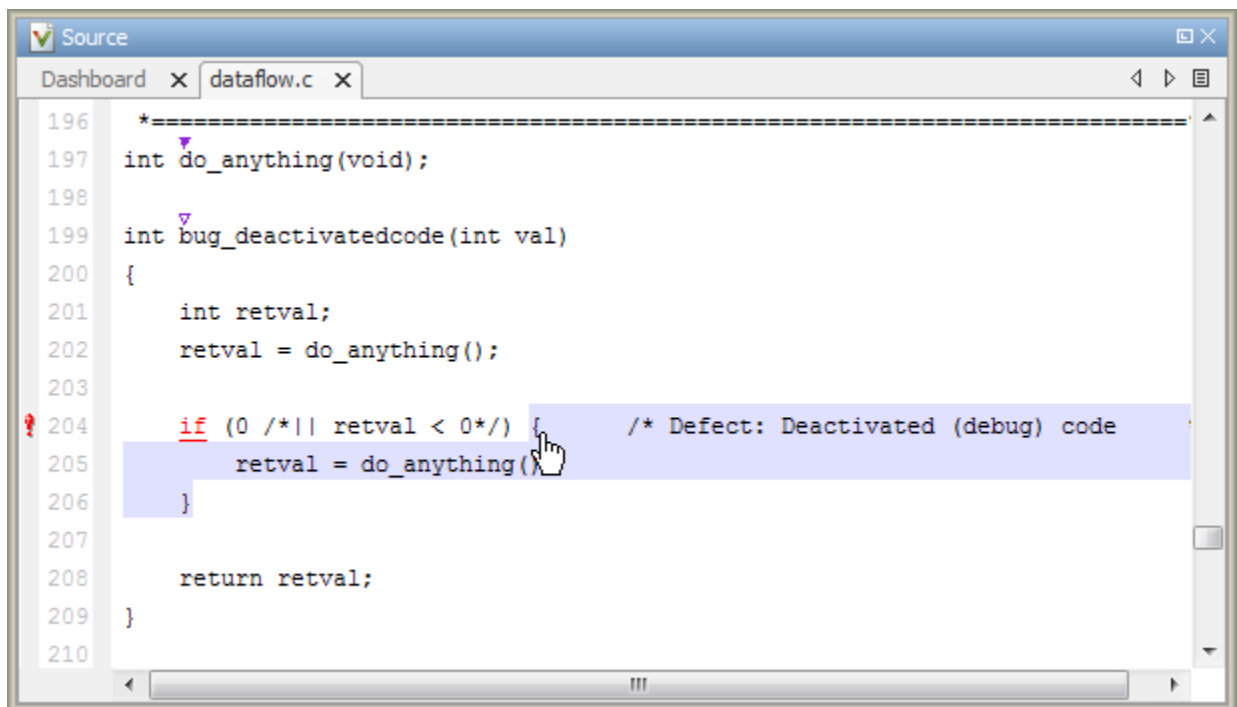 Source
Dashboard dataflow.c
196 *==========================================================================
197 int do_anything(void);
198
199 int bug_deactivatedcode(int val)
200 {
201 int retval;
202 retval = do_anything();
203
204 if (0 /*|| retval < 0*/) { /* Defect: Deactivated (debug) code
205 retval = do_anything()
206 }
207
208 return retval;
209 }
210